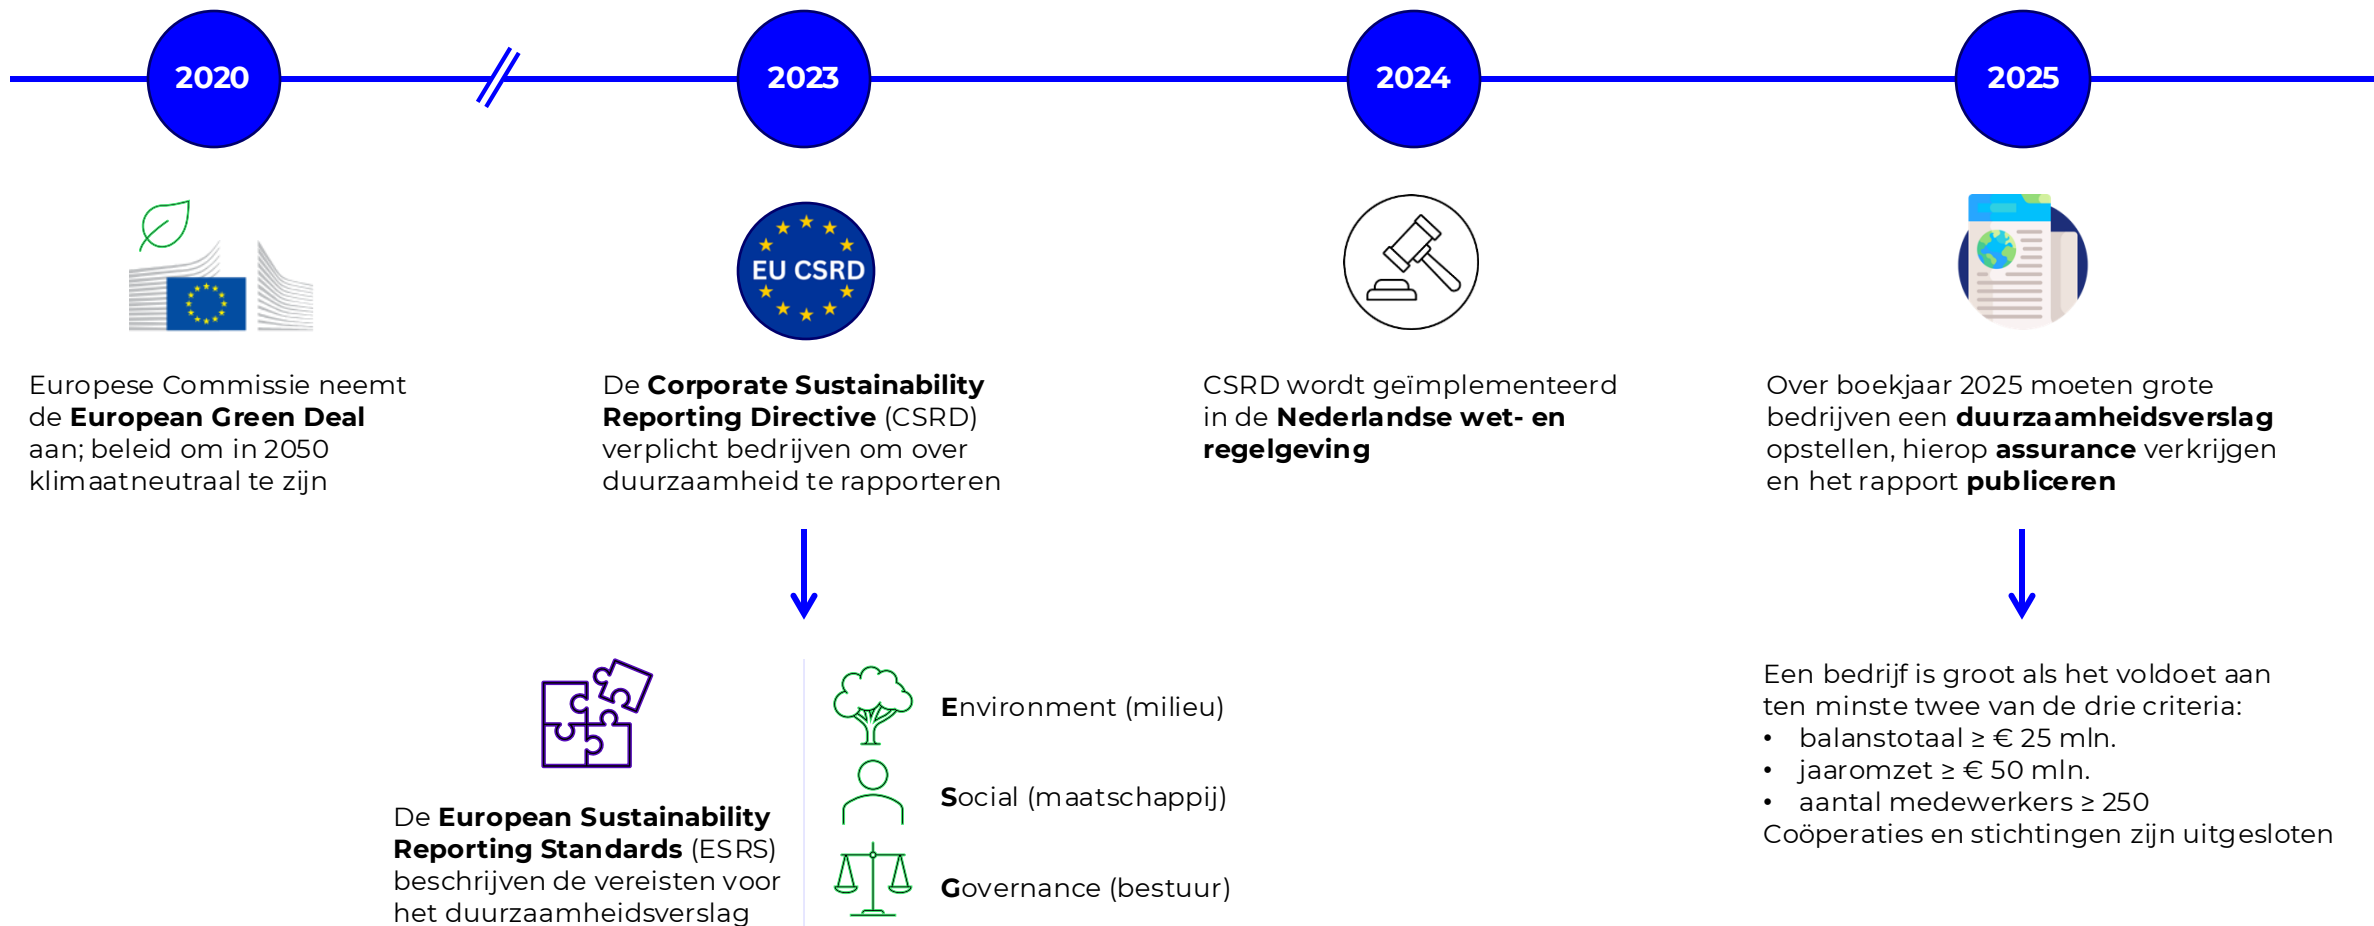 2020
2023
2024
2025
EU CSRD
Europese Commissie neemt
de European Green Deal
aan; beleid om in 2050
klimaatneutraal te zijn
De Corporate Sustainability
Reporting Directive (CSRD)
verplicht bedrijven om over
duurzaamheid te rapporteren
CSRD wordt geïmplementeerd
in de Nederlandse wet- en
regelgeving
Over boekjaar 2025 moeten grote
bedrijven een duurzaamheidsverslag
opstellen, hierop assurance verkrijgen
en het rapport publiceren
De European Sustainability
Reporting Standards (ESRS)
beschrijven de vereisten voor
het duurzaamheidsverslag
Environment (milieu)
Social (maatschappij)
Governance (bestuur)
Een bedrijf is groot als het voldoet aan
ten minste twee van de drie criteria:
• balanstotaal ≥ € 25 mln.
• jaaromzet ≥ € 50 mln.
• aantal medewerkers ≥ 250
Coöperaties en stichtingen zijn uitgesloten